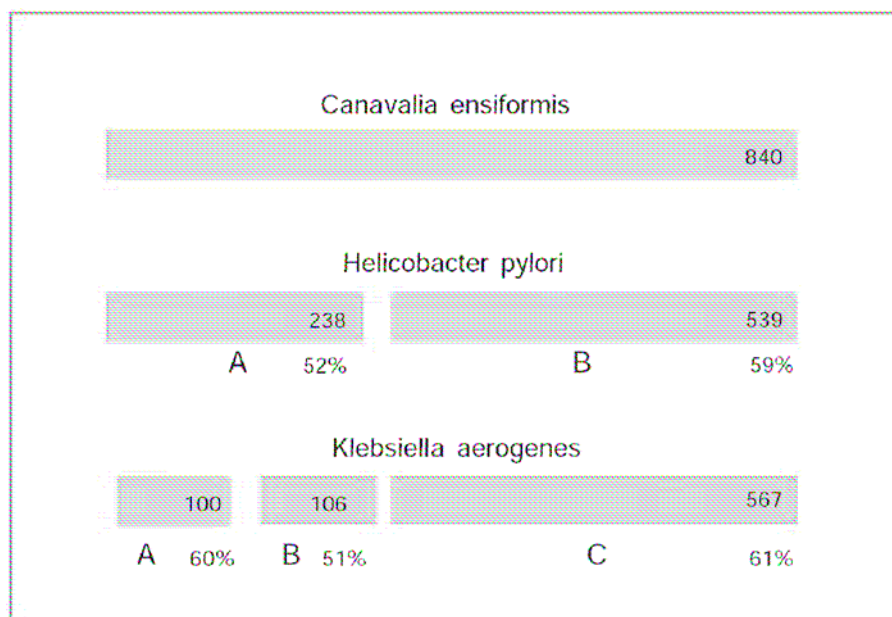 Canavalia ensiformis
840
Helicobacter pylori
238 539
A 52% B 59%
Klebsiella aerogenes
100 106 567
A 60% B 51% C 61%